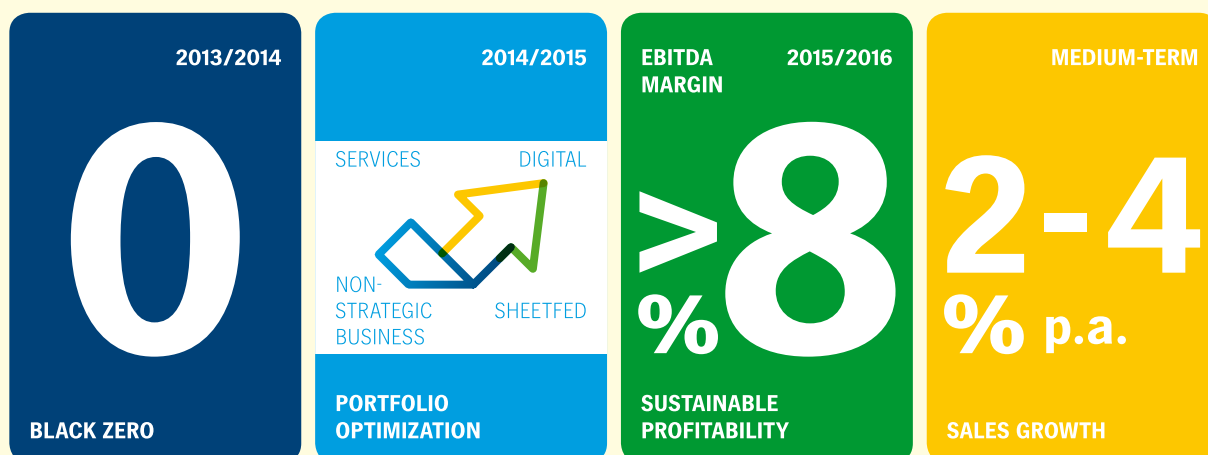 2013/2014
0
BLACK ZERO
2014/2015
SERVICES
DIGITAL
NON-
STRATEGIC
BUSINESS
SHEETFED
PORTFOLIO
OPTIMIZATION
EBITDA
MARGIN
2015/2016
>8
%
SUSTAINABLE
PROFITABILITY
MEDIUM-TERM
2-4
% p.a.
SALES GROWTH